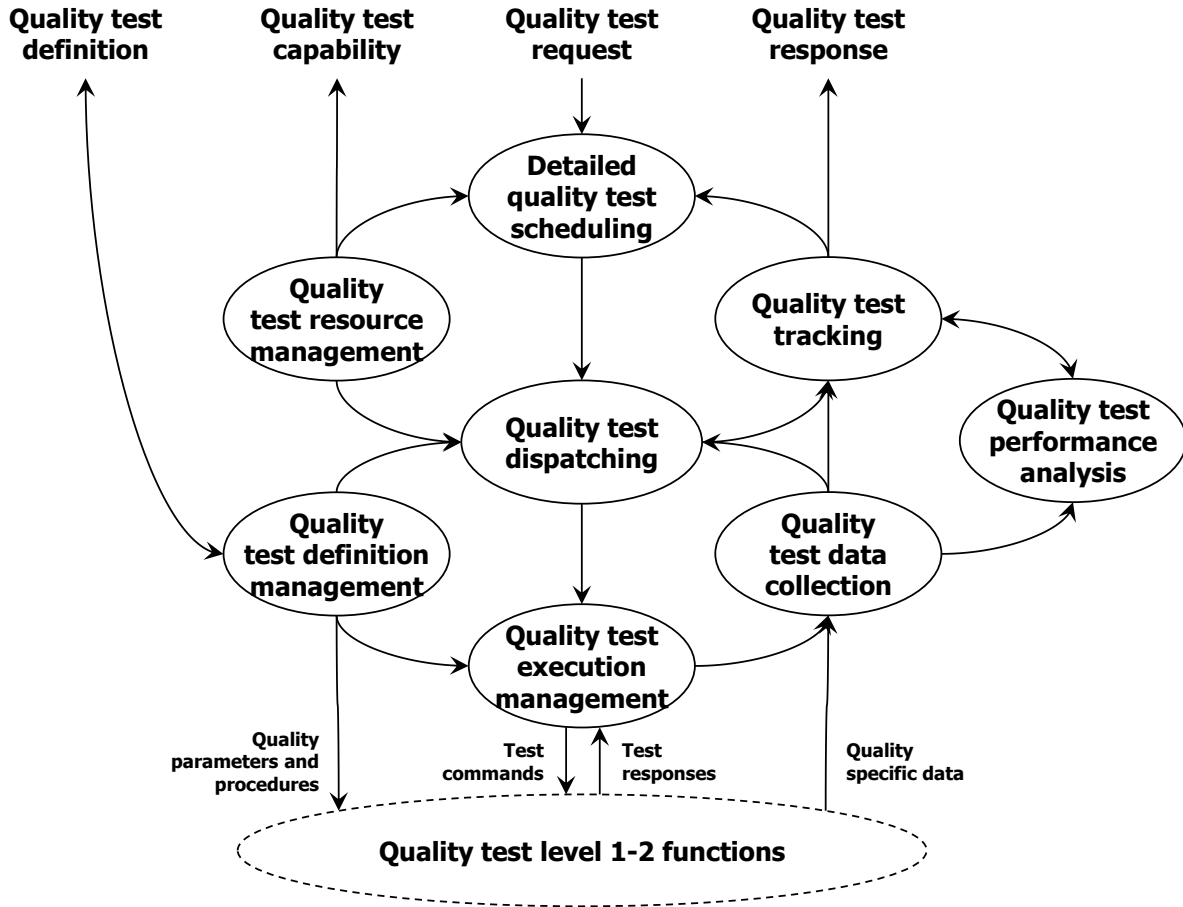 Quality test
definition
Quality test
capability
Quality test
request
Quality test
response
Detailed
quality test
scheduling
Quality
test resource
management
Quality test
tracking
Quality test
dispatching
Quality test
performance
analysis
Quality
test definition
management
Quality
test data
collection
Quality test
execution
management
Quality
parameters and
procedures
Test
commands
Test
responses
Quality
specific data
Quality test level 1-2 functions